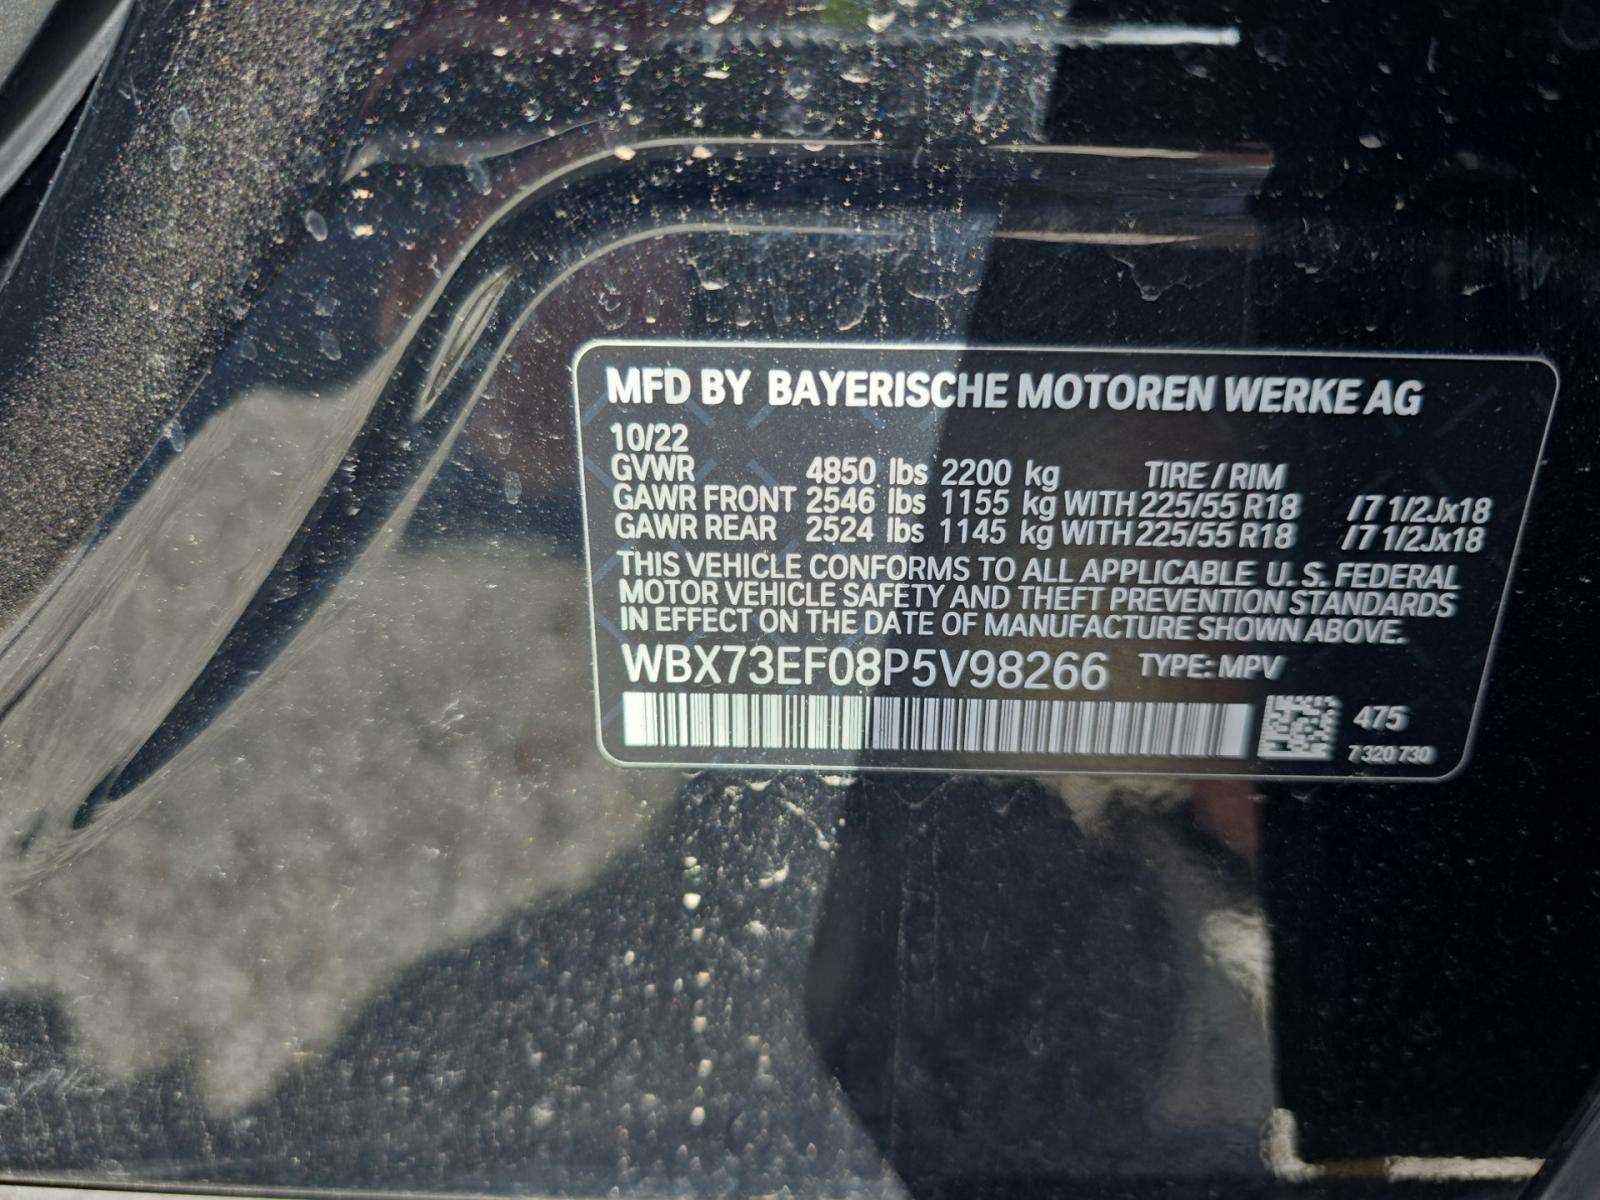 MFD BY BAYERISCHE MOTOREN WERKE AG
10/22
GVWR 4850 lbs 2200 kg TIRE / RIM
GAWR FRONT 2546 lbs 1155 kg WITH 225/55 R18 /7 1/2Jx18
GAWR REAR 2524 lbs 1145 kg WITH 225/55 R18 /7 1/2Jx18
THIS VEHICLE CONFORMS TO ALL APPLICABLE U.S. FEDERAL
MOTOR VEHICLE SAFETY AND THEFT PREVENTION STANDARDS
IN EFFECT ON THE DATE OF MANUFACTURE SHOWN ABOVE.
WBX73EF08P5V98266 TYPE: MPV
475
7 320 730